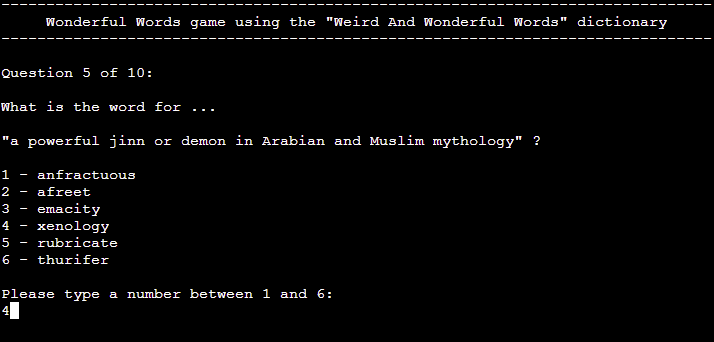 Wonderful Words game using the "Weird And Wonderful Words" dictionary
Question 5 of 10:
What is the word for ...
"a powerful jinn or demon in Arabian and Muslim mythology" ?
1 - anfractuous
2 - afreet
3 - emacity
4 - xenology
5 - rubricate
6 - thurifer
Please type a number between 1 and 6:
4